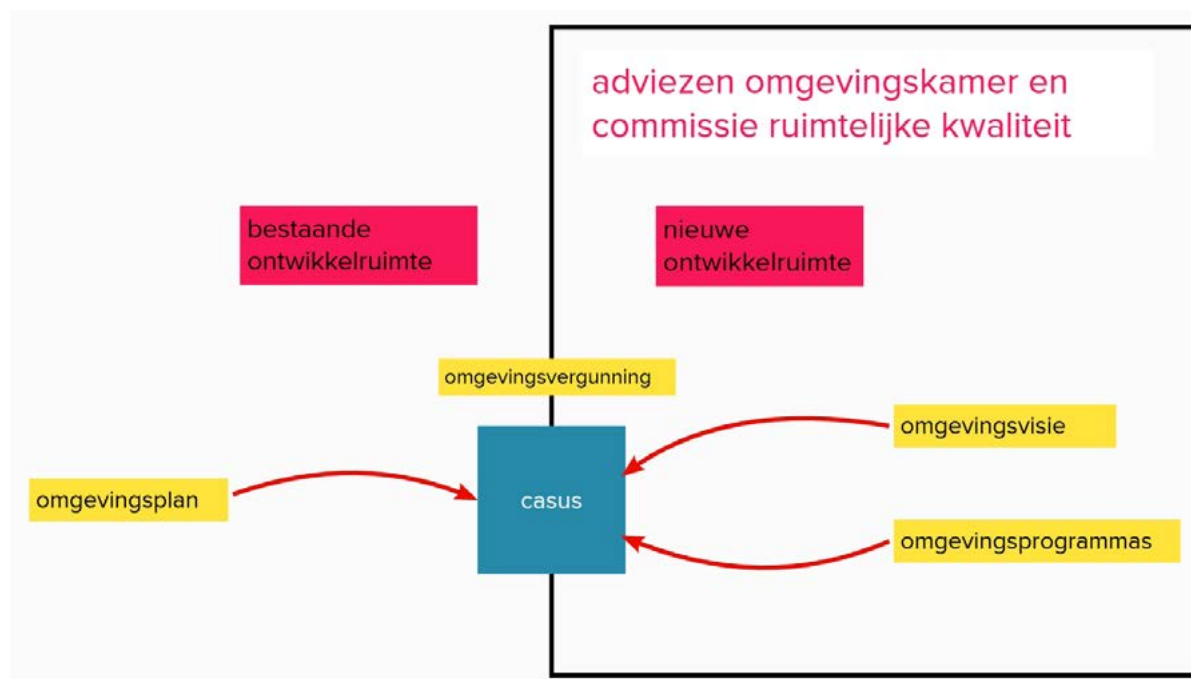 adviezen omgevingskamer en
commissie ruimtelijke kwaliteit
bestaande
ontwikkelruimte
nieuwe
ontwikkelruimte
omgevingsvergunning
omgevingsvisie
omgevingsplan
casus
omgevingsprogrammas